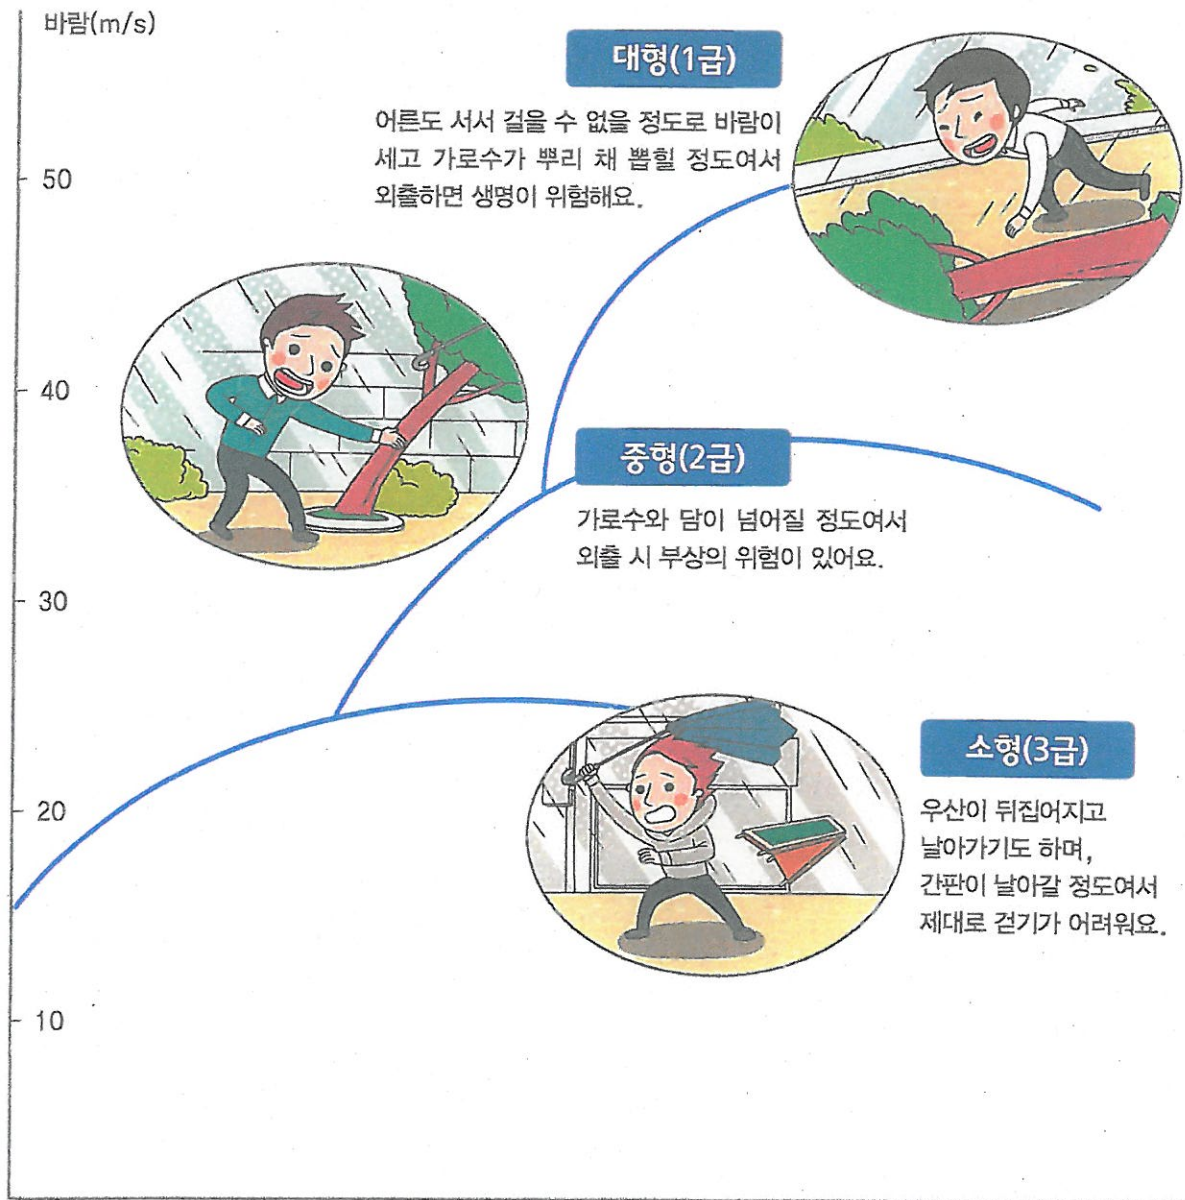 바람(m/s)
대형(1급)
어른도 서서 걸을 수 없을 정도로 바람이
세고 가로수가 뿌리 채 뽑힐 정도여서
외출하면 생명이 위험해요.
50
40
중형(2급)
가로수와 담이 넘어질 정도여서
외출 시 부상의 위험이 있어요.
30
소형(3급)
20
우산이 뒤집어지고
날아가기도 하며,
간판이 날아갈 정도여서
제대로 걷기가 어려워요.
10